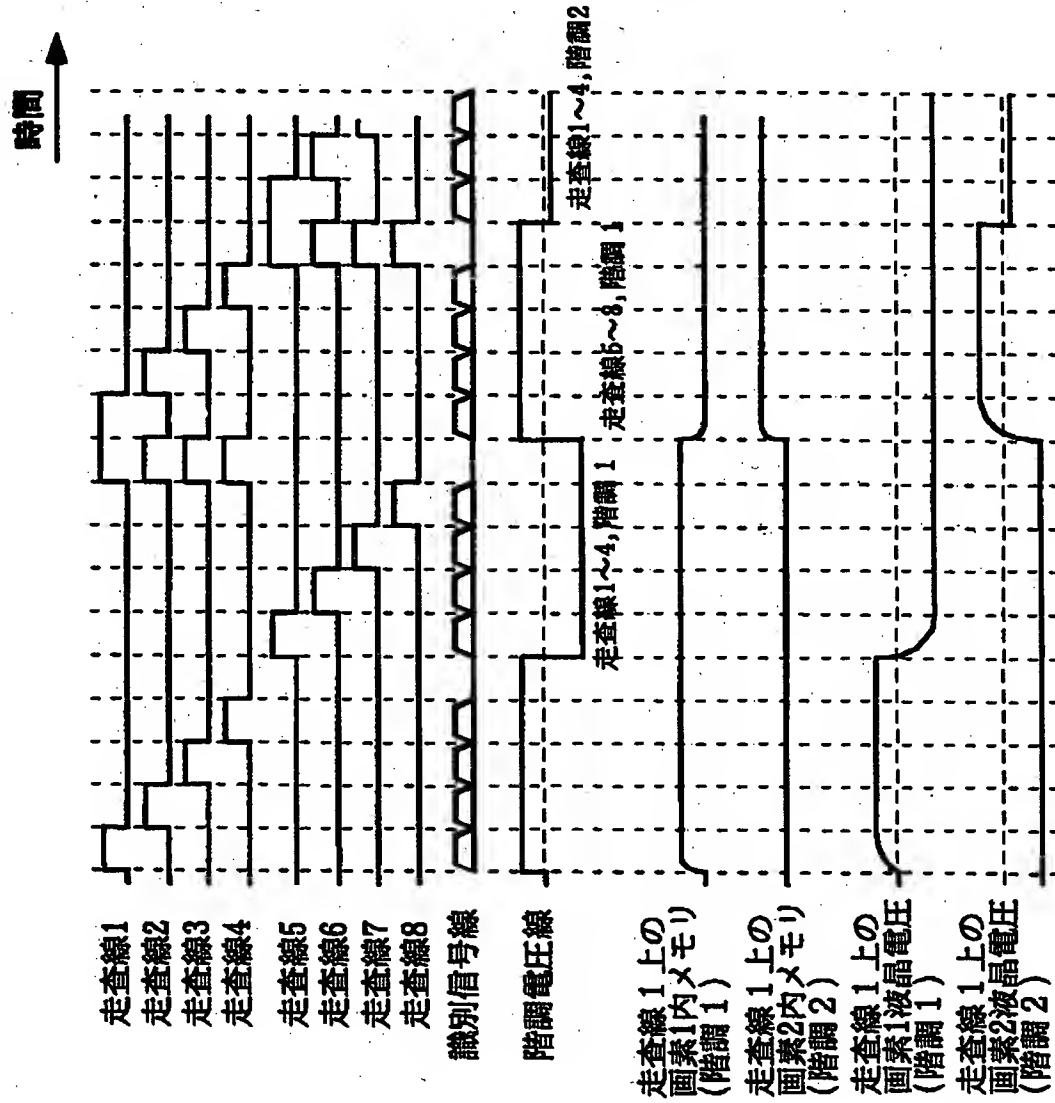 時間
走査線1
走査線2
走査線3
走査線4
走査線5
走査線6
走査線7
走査線8
識別信号線
階調電圧線
走査線1~4,階調1
走査線5~8,階調1
走査線1~4,階調2
走査線1上の
画素1内メモリ
(階調1)
走査線1上の
画素2内メモリ
(階調2)
走査線1上の
画素1液晶電圧
(階調1)
走査線1上の
画素2液晶電圧
(階調2)